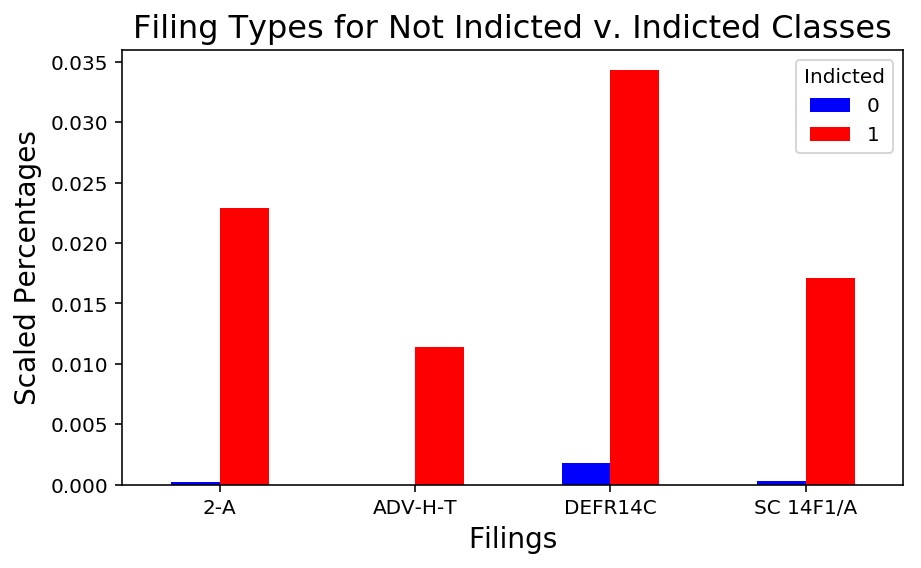 Filing Types for Not Indicted v. Indicted Classes
Scaled Percentages
0.035
0.030
0.025
0.020
0.015
0.010
0.005
0.000
Indicted
0
1
2-A ADV-H-T DEFR14C SC 14F1/A
Filings